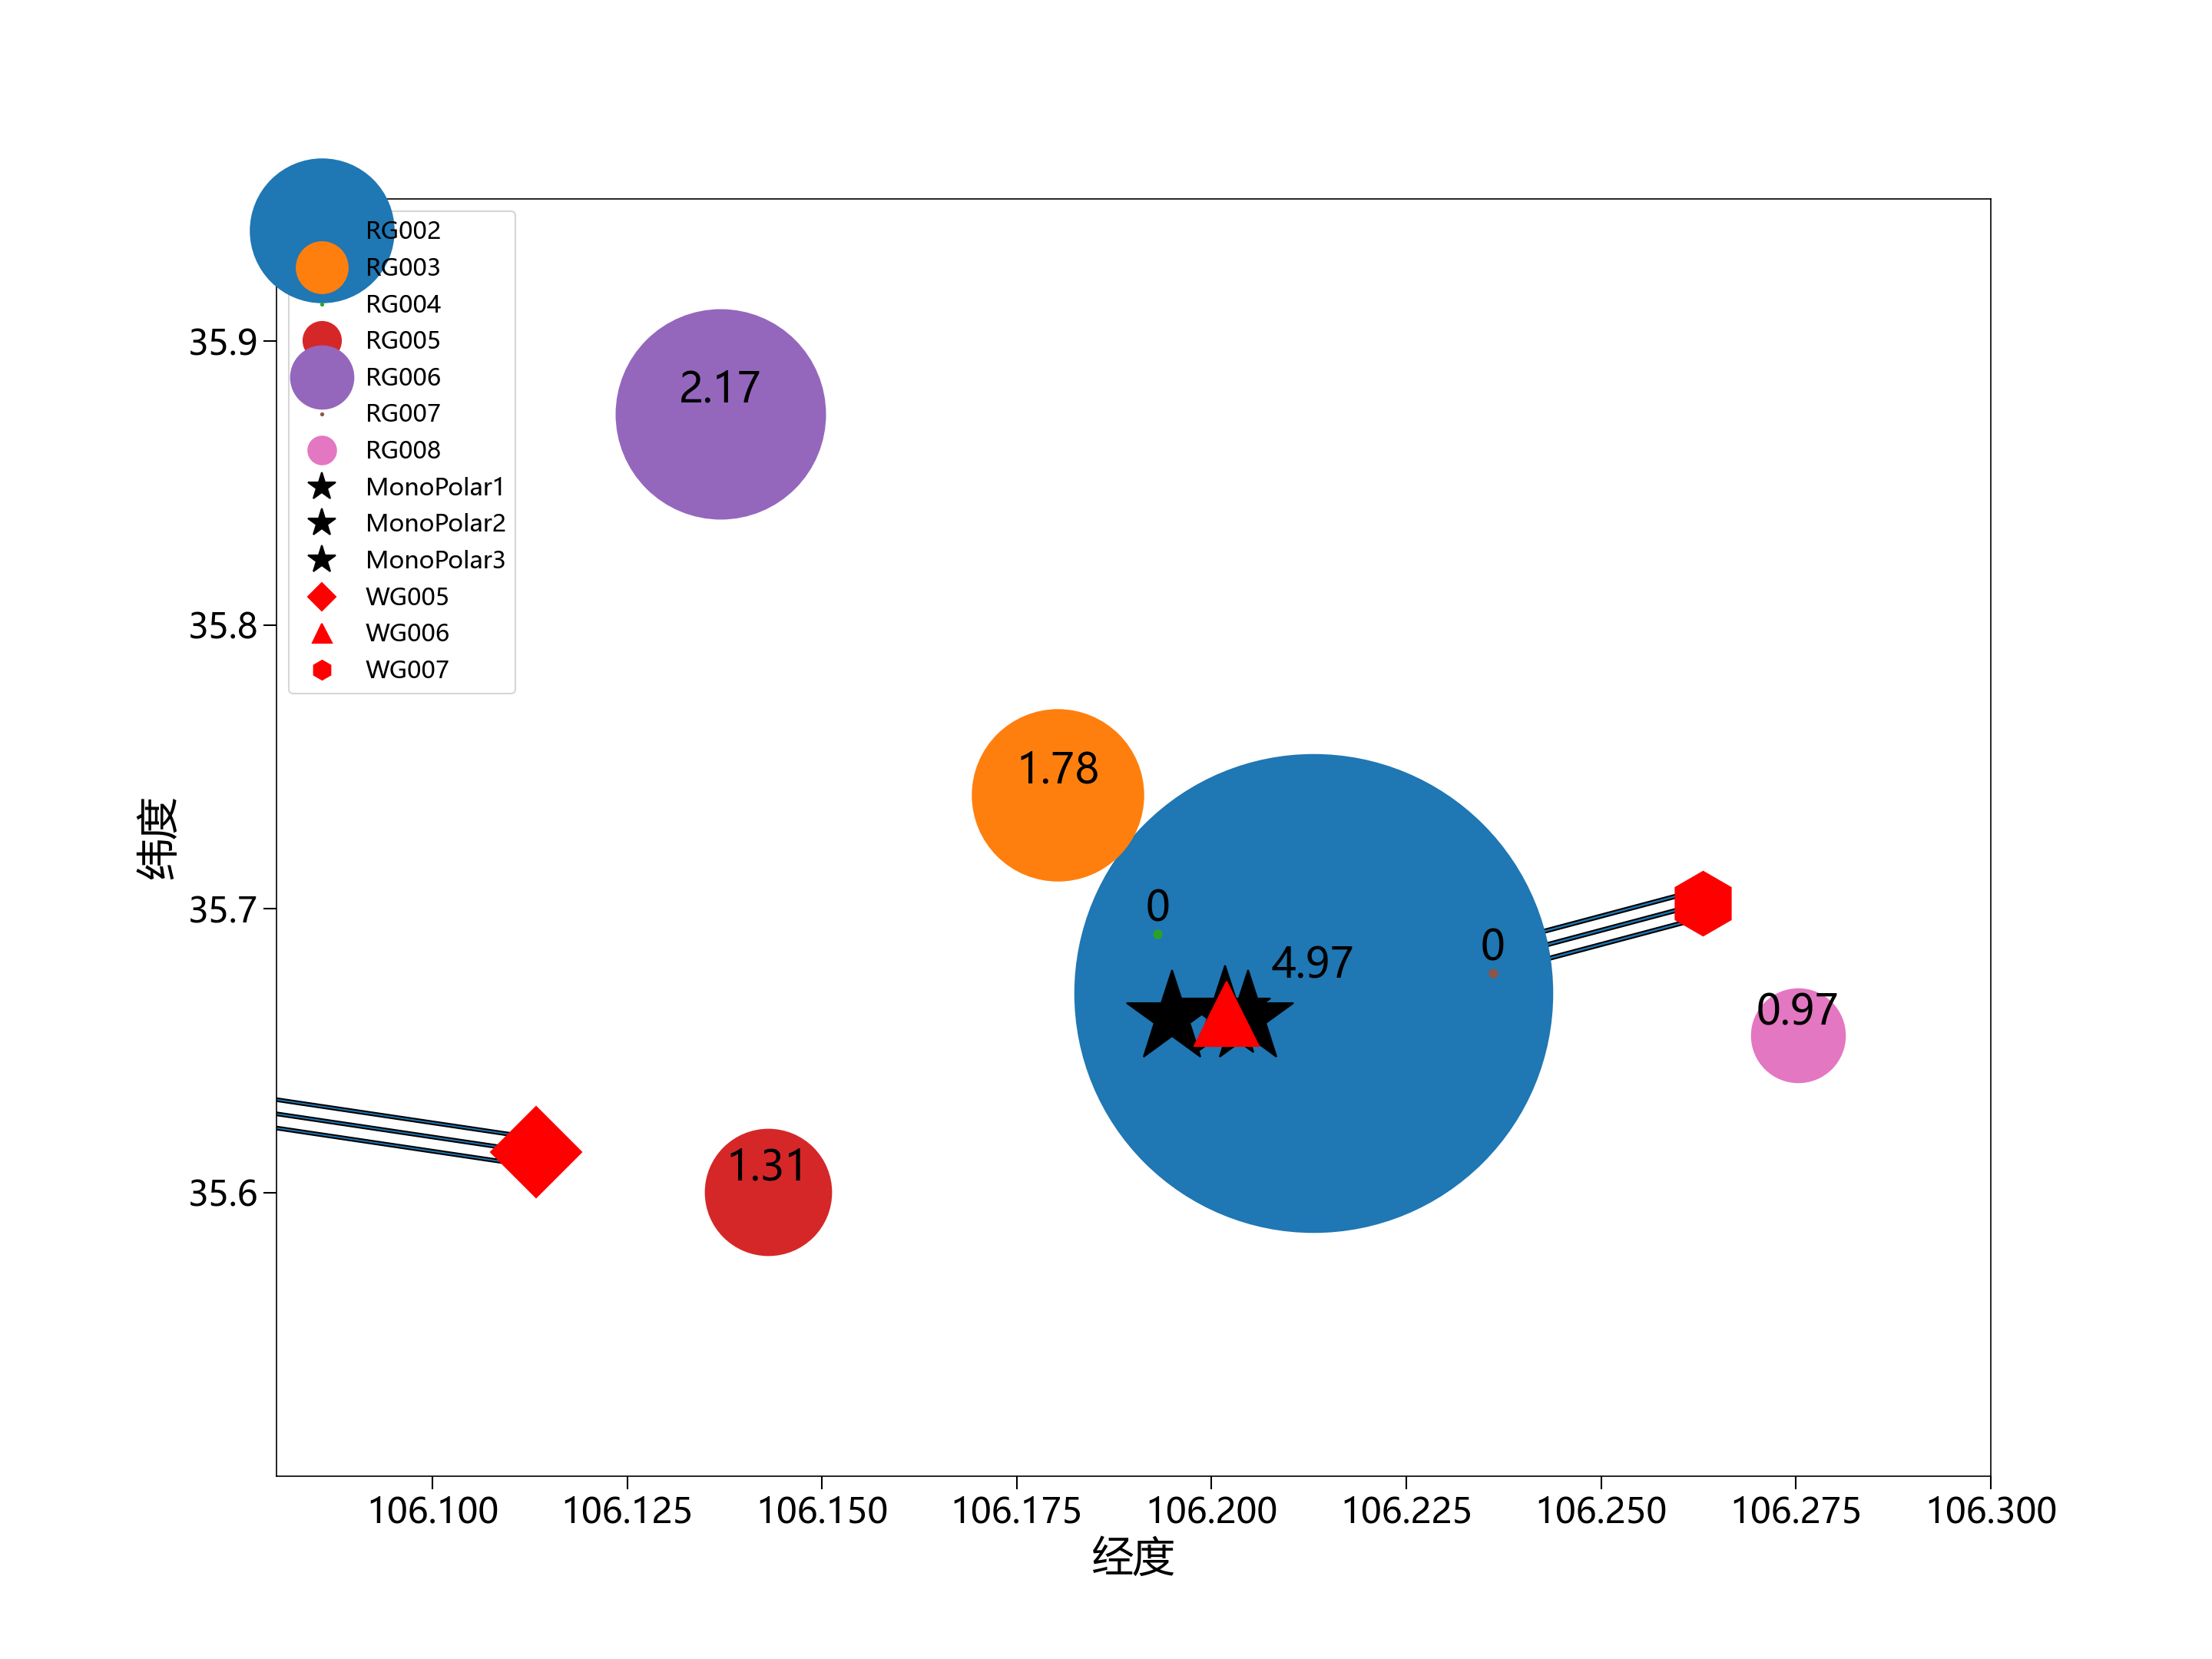 RG002
RG003
RG004
RG005
RG006
RG007
RG008
MonoPolar1
MonoPolar2
MonoPolar3
WG005
WG006
WG007
2.17
1.78
0
4.97
0
0.97
1.31
35.9
35.8
35.7
35.6
纬度
106.100 106.125 106.150 106.175 106.200 106.225 106.250 106.275 106.300
经度